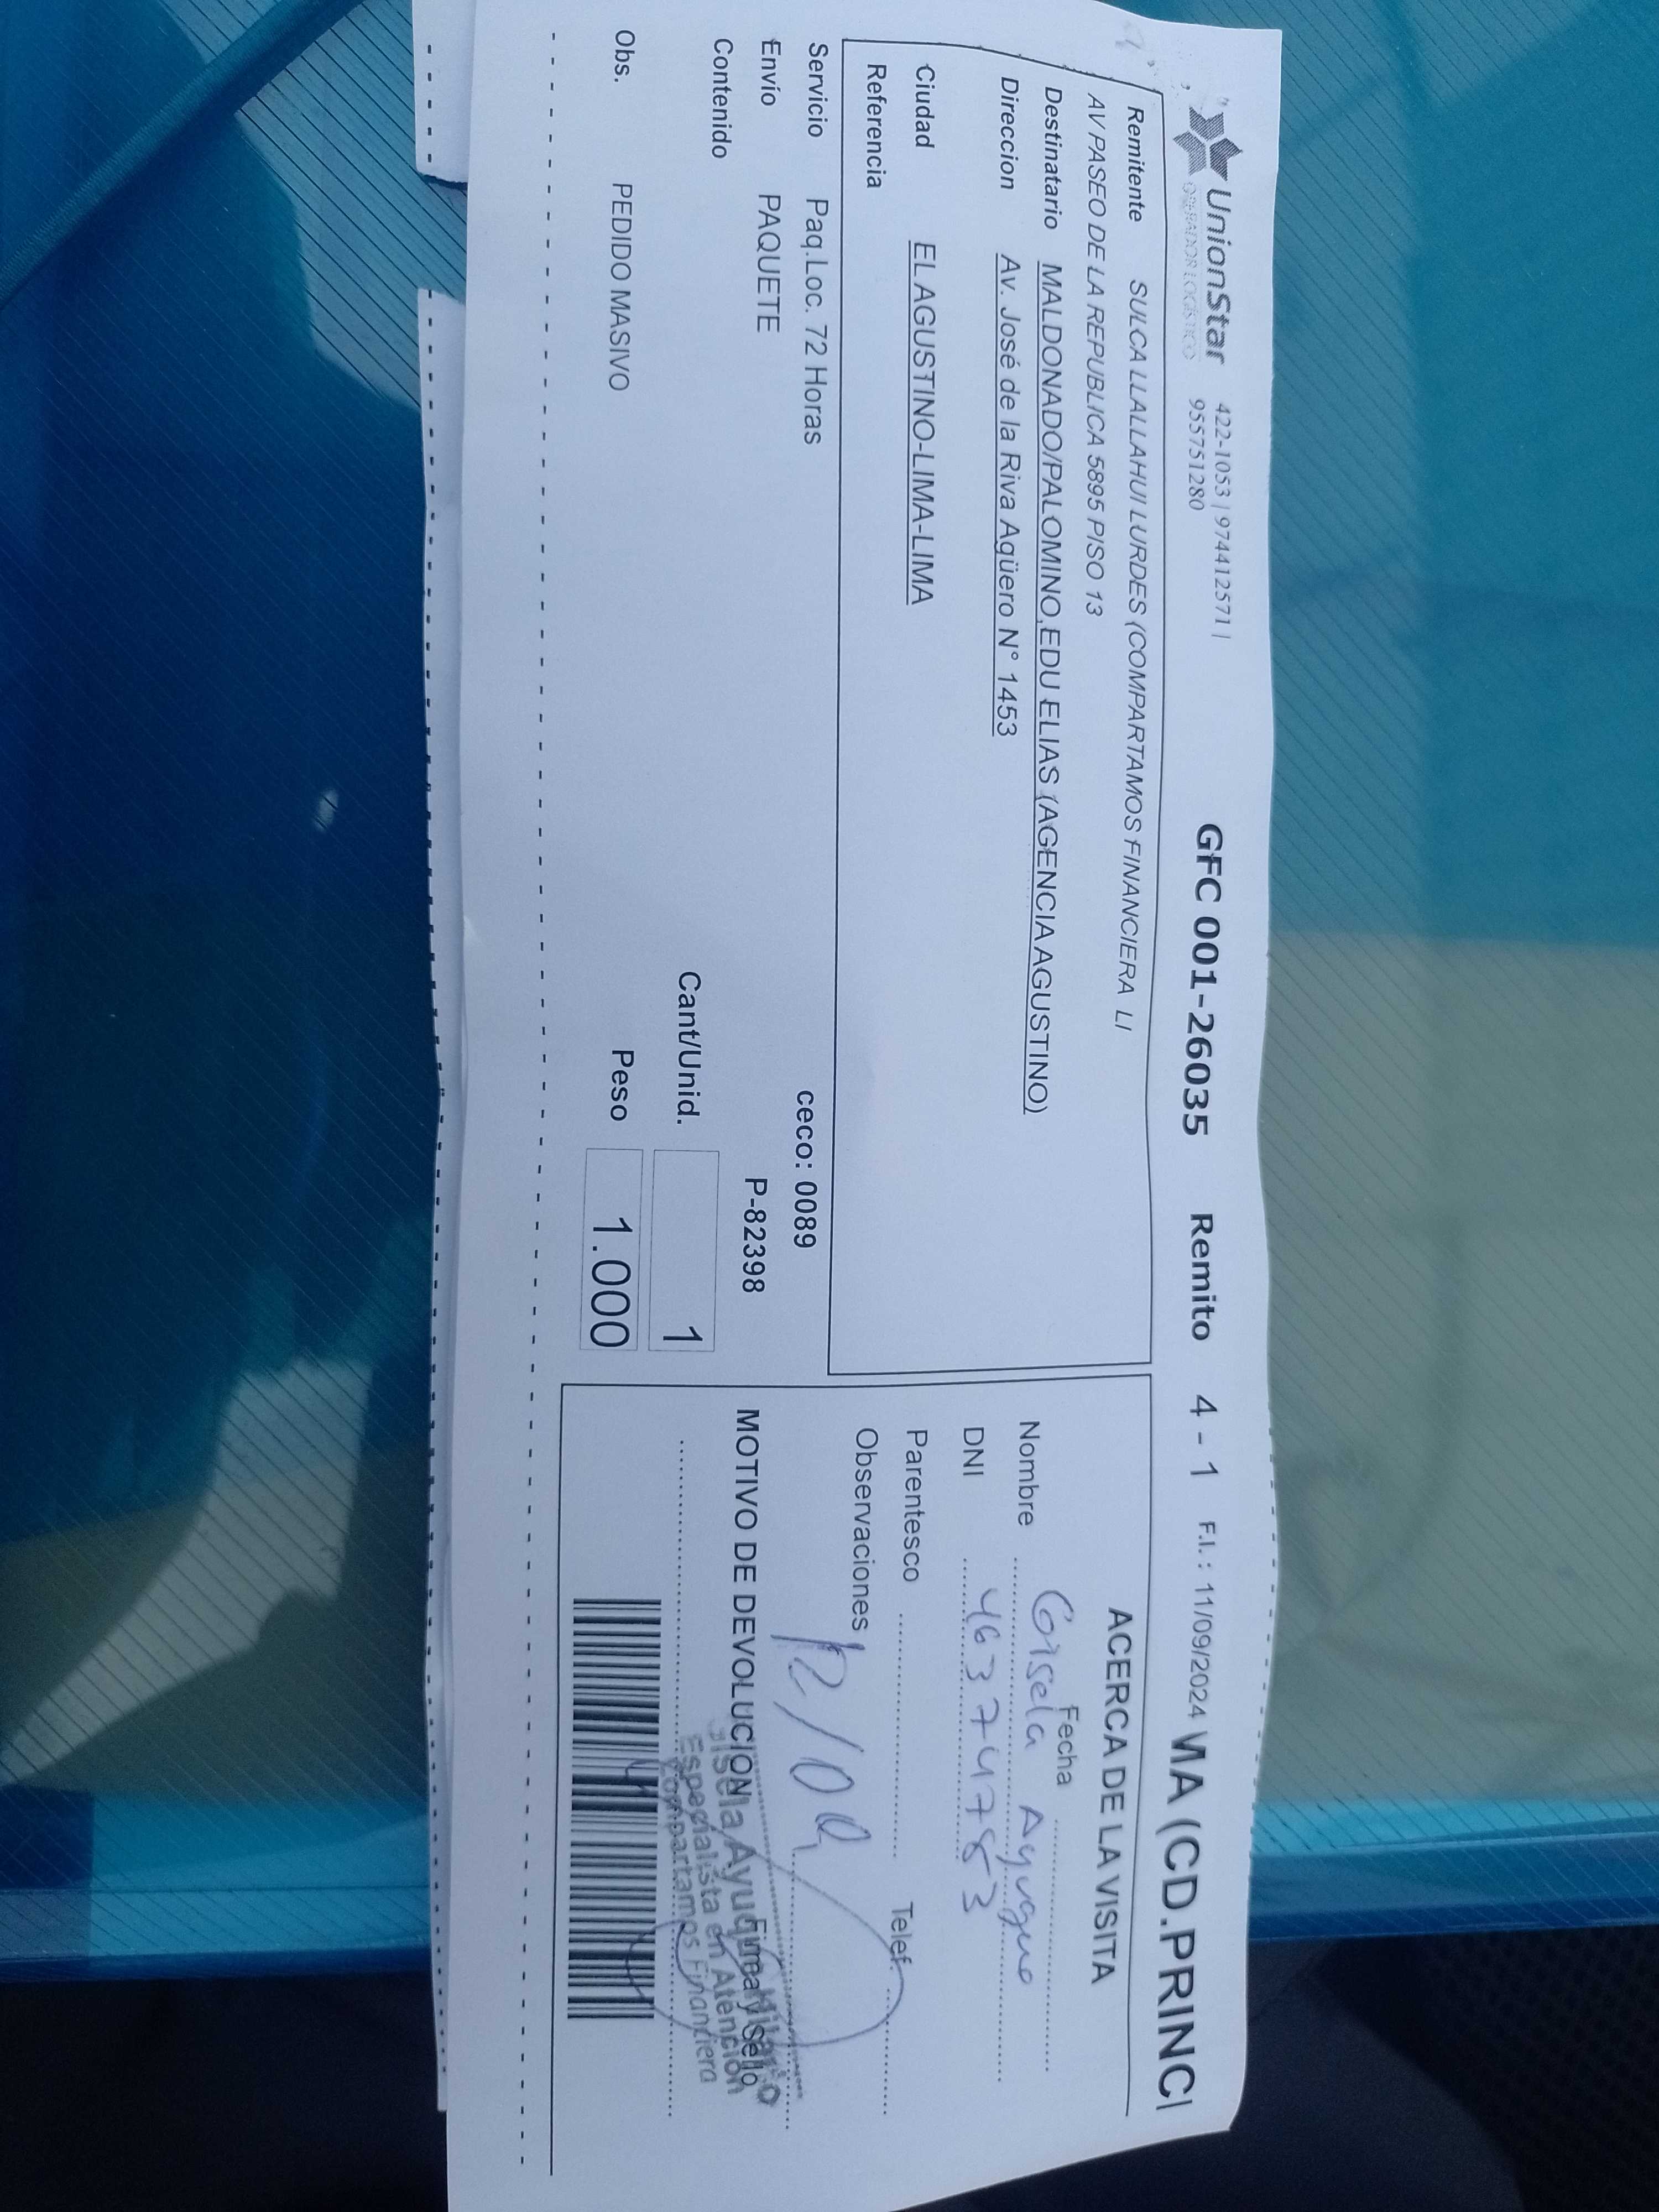 UnionStar
OPERADOR LOGISTICO
422-1053 | 974412571 |
955751280
GFC 001-26035 Remito 4 - 1 F.I. : 11/09/2024 MA (CD.PRINCI
Remitente SULCA LLALLAHUI LURDES (COMPARTAMOS FINANCIERA LI
AV PASEO DE LA REPUBLICA 5895 PISO 13
Destinatario MALDONADO/PALOMINO,EDU ELIAS (AGENCIA AGUSTINO)
Direccion Av. José de la Riva Agüero N° 1453
Ciudad EL AGUSTINO-LIMA-LIMA
Referencia
Servicio Paq.Loc. 72 Horas ceco: 0089
Envío PAQUETE P-82398
Contenido
Cant/Unid. 1
Obs. PEDIDO MASIVO Peso 1.000
ACERCA DE LA VISITA
Fecha
Nombre Gisela Ayuque
DNI 46374783
Parentesco Telef
Observaciones
12/09
MOTIVO DE DEVOLUCION Firma y Sello
Gisela Ayuque
Especialista en Atención
Compartamos Financiera